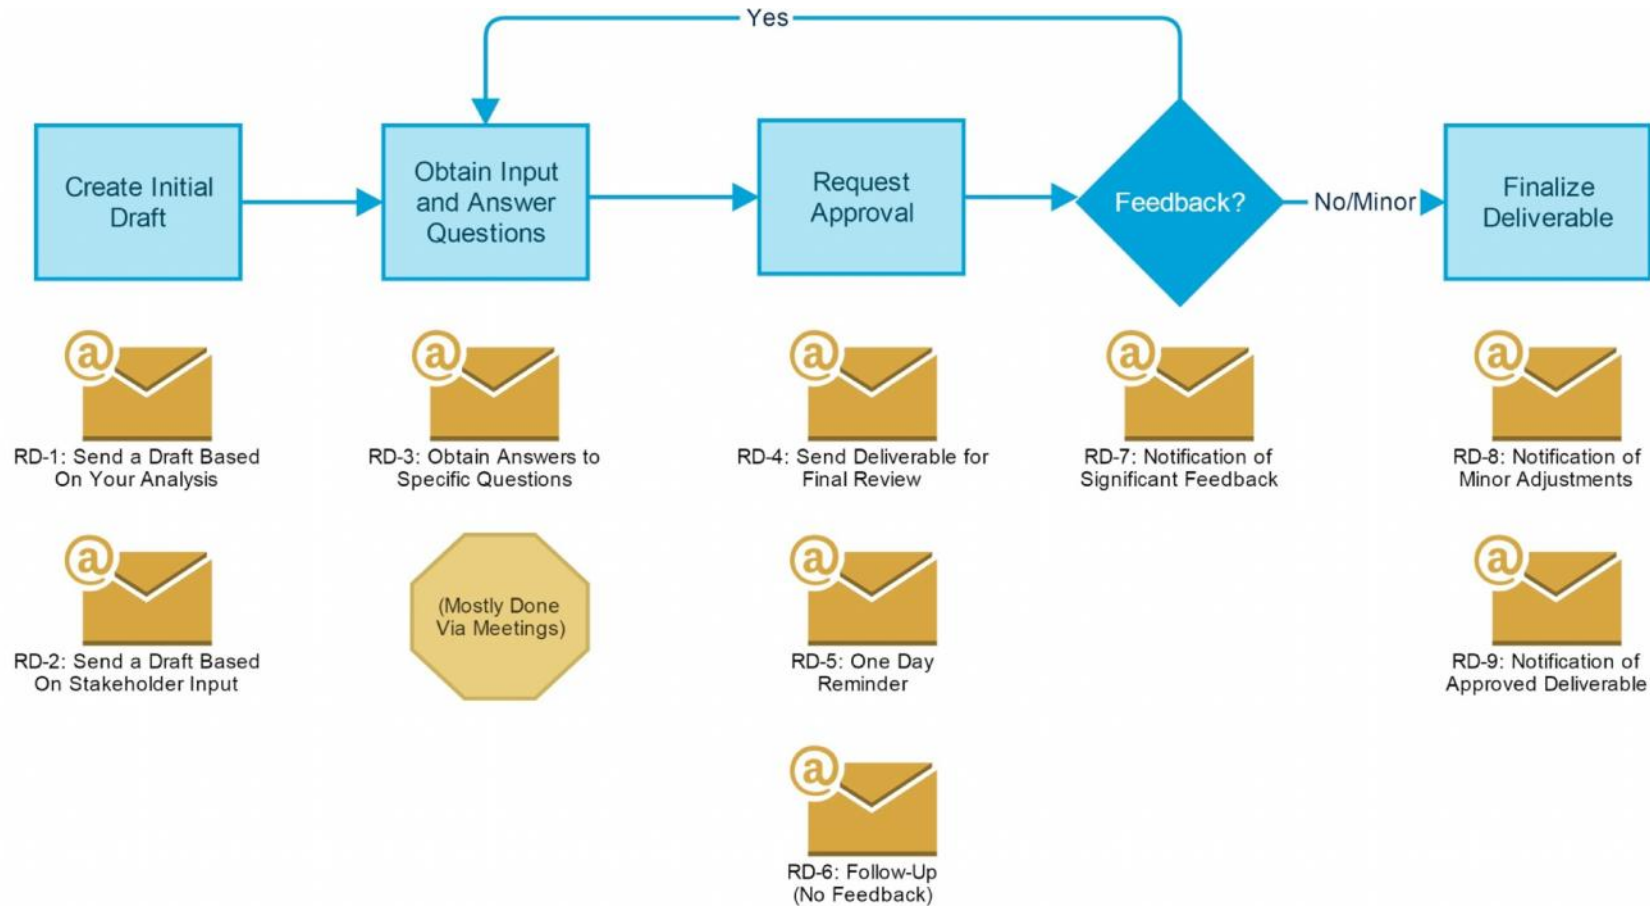 Yes
Create Initial
Draft
Obtain Input
and Answer
Questions
Request
Approval
Feedback?
No/Minor
Finalize
Deliverable
@
RD-1: Send a Draft Based
On Your Analysis
@
RD-3: Obtain Answers to
Specific Questions
@
RD-4: Send Deliverable for
Final Review
@
RD-7: Notification of
Significant Feedback
@
RD-8: Notification of
Minor Adjustments
@
RD-2: Send a Draft Based
On Stakeholder Input
(Mostly Done
Via Meetings)
@
RD-5: One Day
Reminder
@
RD-9: Notification of
Approved Deliverable
@
RD-6: Follow-Up
(No Feedback)